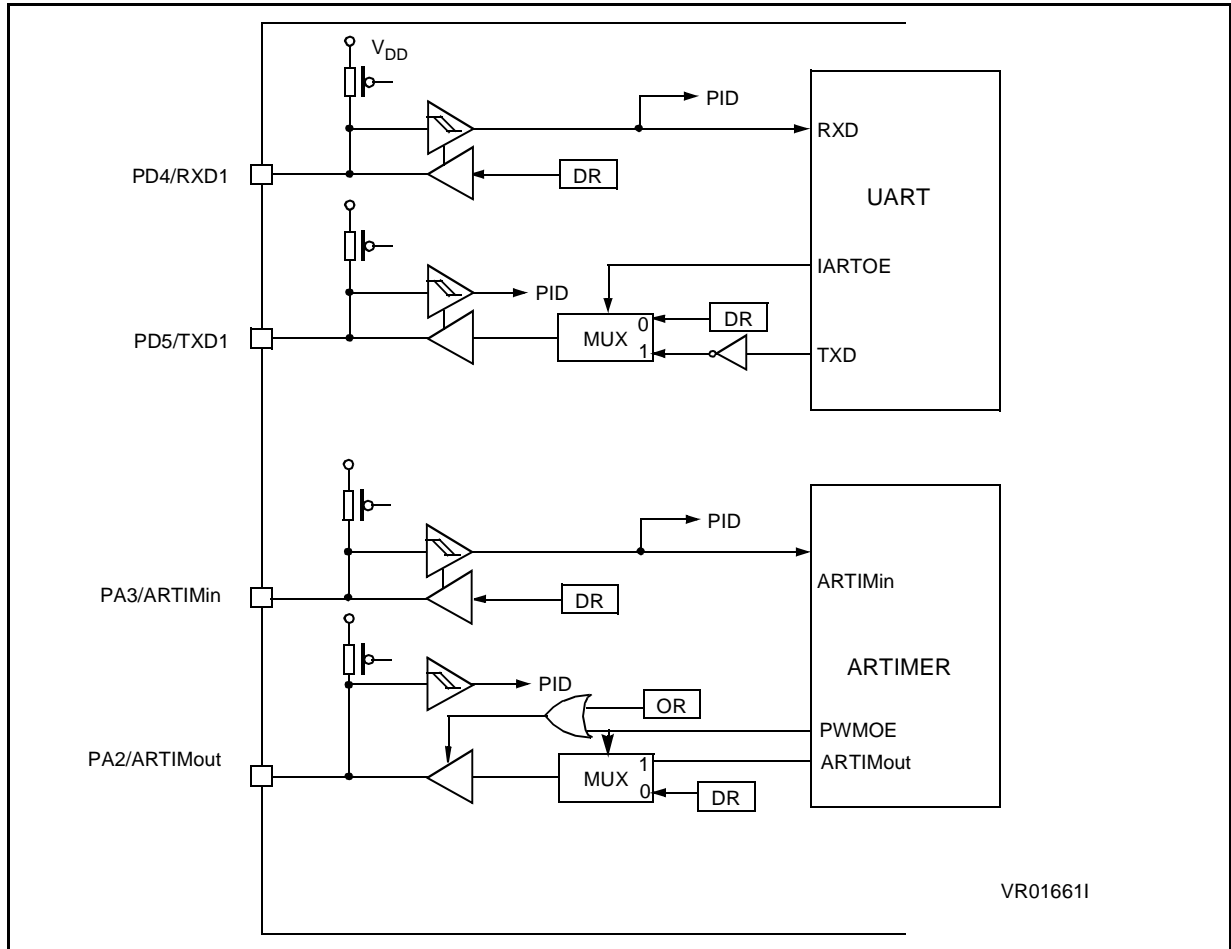 VDD
PID
RXD
PD4/RXD1
DR
UART
IARTOE
PID
DR
0
PD5/TXD1
MUX
1
TXD
PID
ARTIMin
PA3/ARTIMin
DR
ARTIMER
PID
OR
PWMOE
PA2/ARTIMout
1
ARTIMout
MUX
0
DR
VR01661I